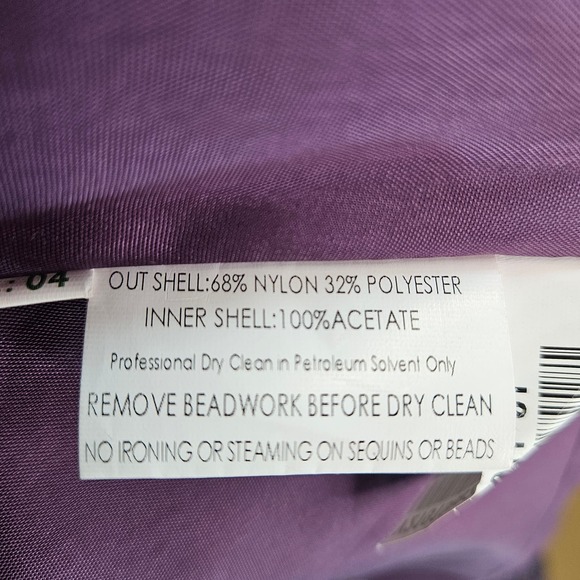 : 04
OUT SHELL:68% NYLON 32% POLYESTER
INNER SHELL:100%ACETATE
Professional Dry Clean in Petroleum Solvent Only
REMOVE BEADWORK BEFORE DRY CLEAN
NO IRONING OR STEAMING ON SEQUINS OR BEADS